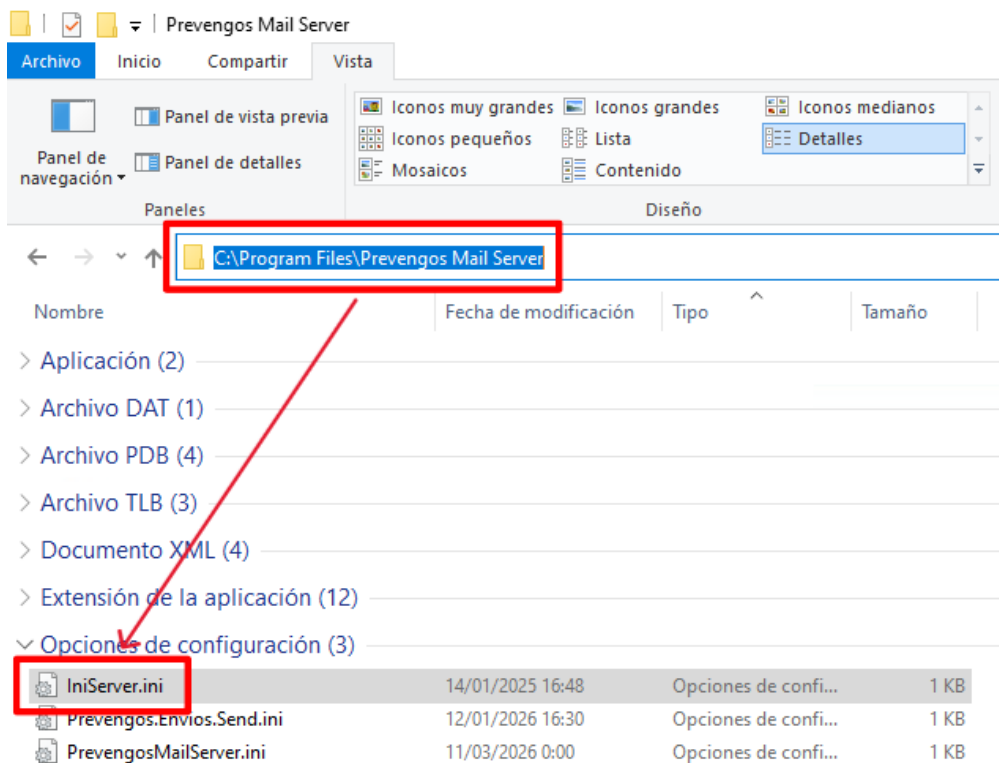 Prevengos Mail Server
Archivo Inicio Compartir Vista
Panel de navegación
Panel de vista previa
Panel de detalles
Iconos muy grandes Iconos grandes Iconos medianos
Iconos pequeños Lista Detalles
Mosaicos Contenido
Paneles Diseño
C:\Program Files\Prevengos Mail Server
Nombre Fecha de modificación Tipo Tamaño
Aplicación (2)
Archivo DAT (1)
Archivo PDB (4)
Archivo TLB (3)
Documento XML (4)
Extensión de la aplicación (12)
Opciones de configuración (3)
IniServer.ini 14/01/2025 16:48 Opciones de confi... 1 KB
Prevengos.Envios.Send.ini 12/01/2026 16:30 Opciones de confi... 1 KB
PrevengosMailServer.ini 11/03/2026 0:00 Opciones de confi... 1 KB